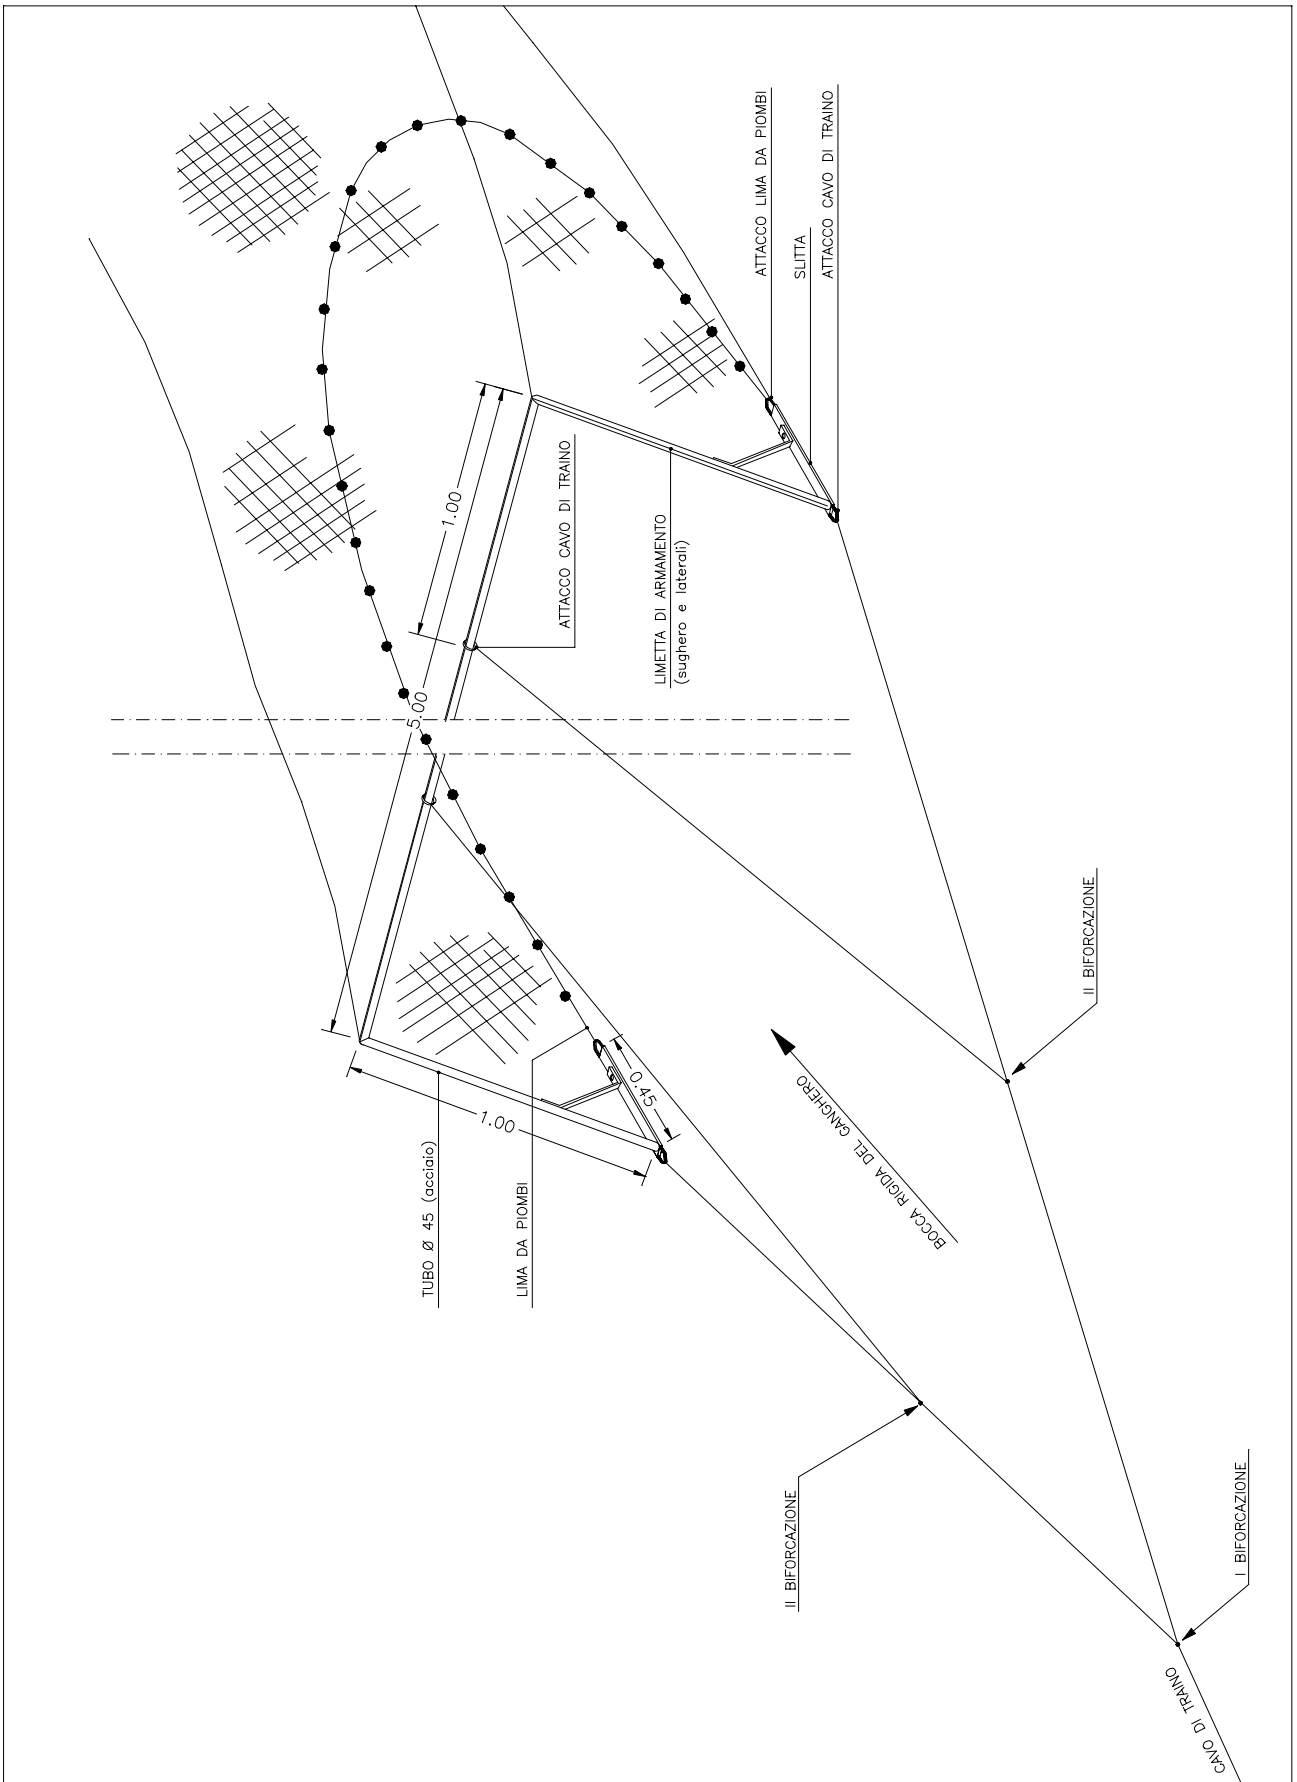 ATTACCO LIMA DA PIOMBI
SLITTA
ATTACCO CAVO DI TRAINO
1.00
ATTACCO CAVO DI TRAINO
LIMETTA DI ARMAMENTO
(sughero e laterali)
5.00
II BIFORCAZIONE
0.45
1.00
BOCCA RIGIDA DEL GANGHERO
TUBO Ø 45 (acciaio)
LIMA DA PIOMBI
II BIFORCAZIONE
I BIFORCAZIONE
CAVO DI TRAINO